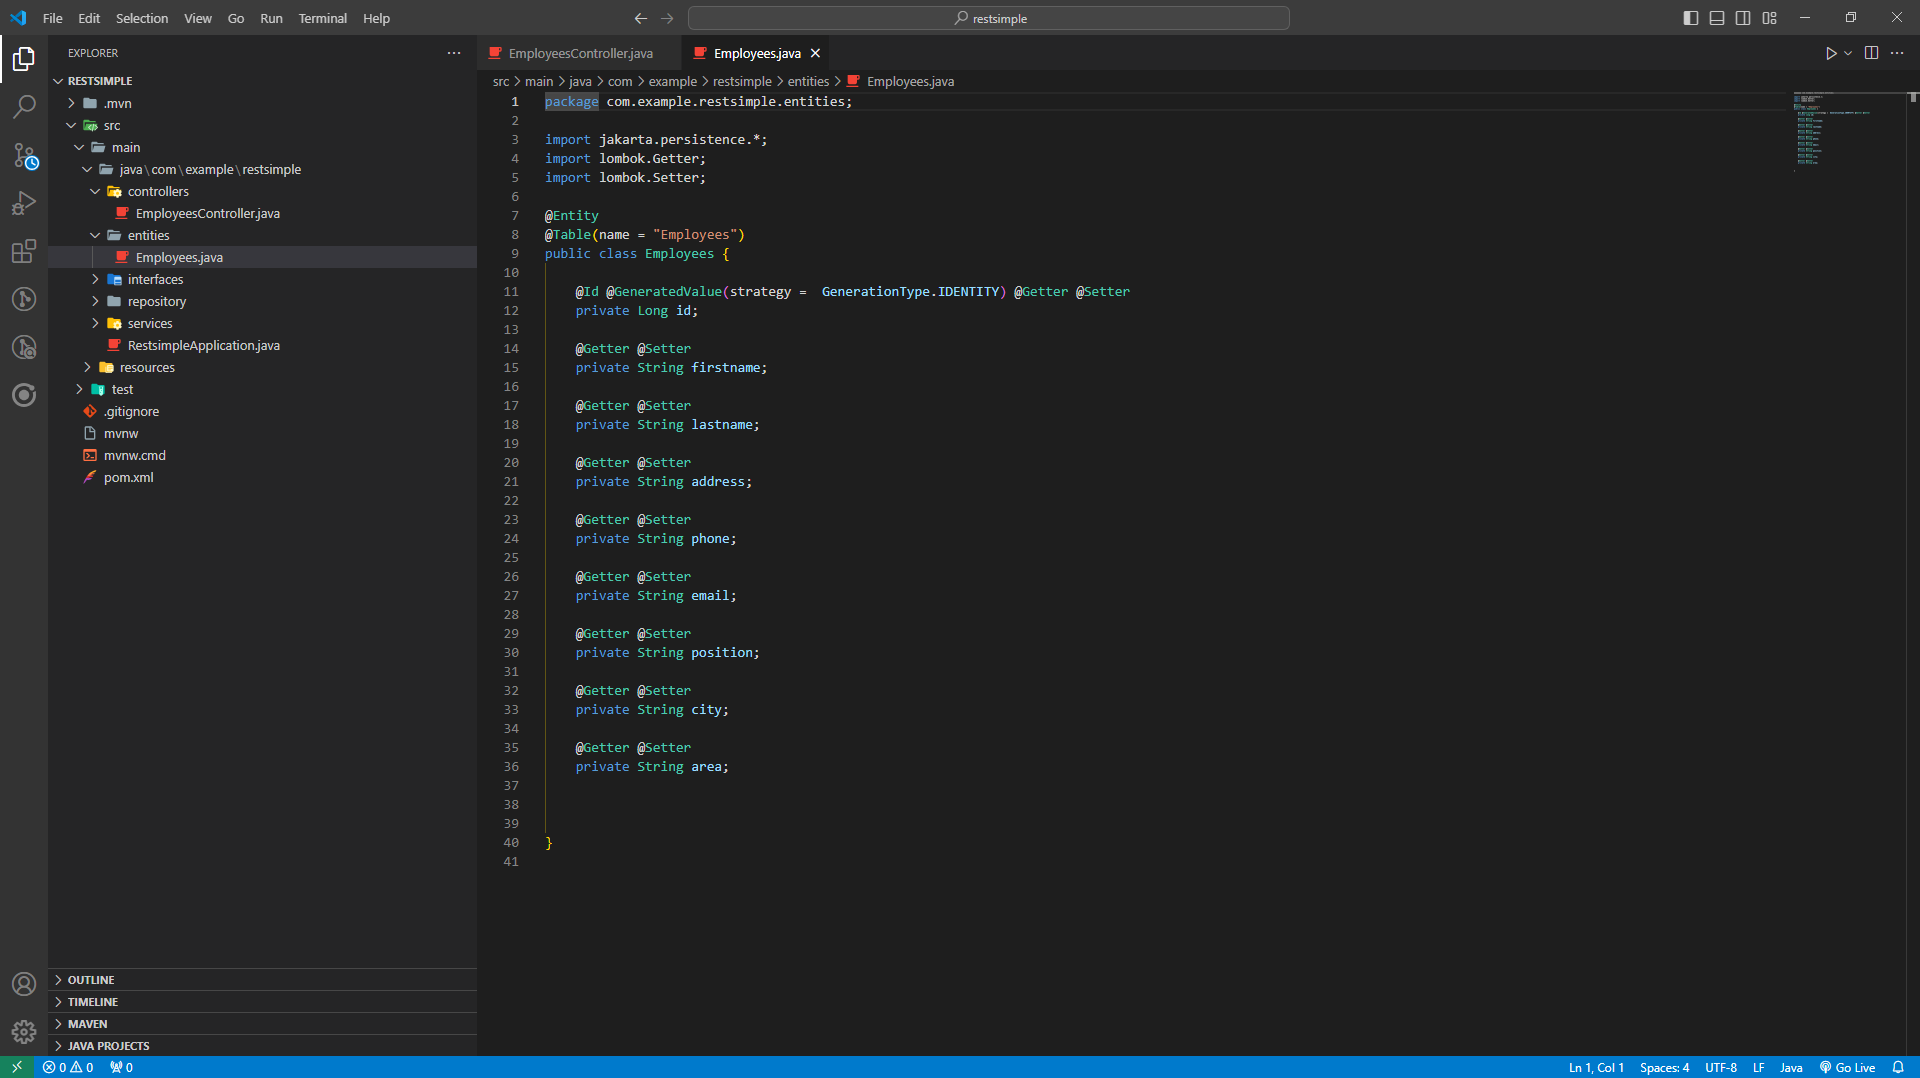 File Edit Selection View Go Run Terminal Help
restsimple
EXPLORER
RESTSIMPLE
.mvn
src
main
java\com\example\restsimple
controllers
EmployeesController.java
entities
Employees.java
interfaces
repository
services
RestsimpleApplication.java
resources
test
.gitignore
mvnw
mvnw.cmd
pom.xml
OUTLINE
TIMELINE
MAVEN
JAVA PROJECTS
EmployeesController.java Employees.java
src > main > java > com > example > restsimple > entities > Employees.java
1 package com.example.restsimple.entities;
2
3 import jakarta.persistence.*;
4 import lombok.Getter;
5 import lombok.Setter;
6
7 @Entity
8 @Table(name = "Employees")
9 public class Employees {
10
11 @Id @GeneratedValue(strategy =  GenerationType.IDENTITY) @Getter @Setter
12 private Long id;
13
14 @Getter @Setter
15 private String firstname;
16
17 @Getter @Setter
18 private String lastname;
19
20 @Getter @Setter
21 private String address;
22
23 @Getter @Setter
24 private String phone;
25
26 @Getter @Setter
27 private String email;
28
29 @Getter @Setter
30 private String position;
31
32 @Getter @Setter
33 private String city;
34
35 @Getter @Setter
36 private String area;
37
38
39
40 }
41
0 0 0
Ln 1, Col 1 Spaces: 4 UTF-8 LF Java Go Live